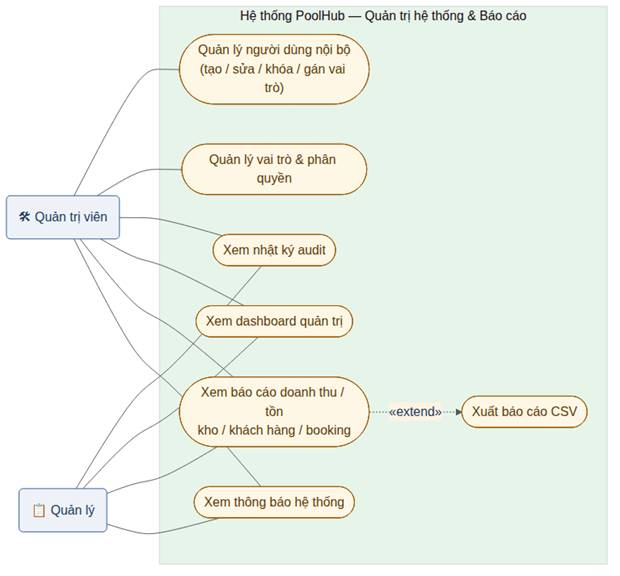 Hệ thống PoolHub — Quản trị hệ thống & Báo cáo
Quản lý người dùng nội bộ
(tạo / sửa / khóa / gán vai
trò)
Quản lý vai trò & phân
quyền
🛠 Quản trị viên
Xem nhật ký audit
Xem dashboard quản trị
Xem báo cáo doanh thu /
tồn
kho / khách hàng / booking
«extend»
Xuất báo cáo CSV
Xem thông báo hệ thống
📋 Quản lý